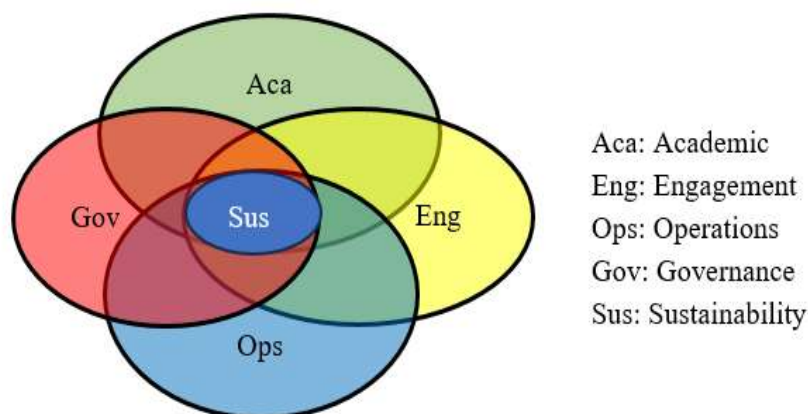 Aca
Gov
Sus
Eng
Ops
Aca: Academic
Eng: Engagement
Ops: Operations
Gov: Governance
Sus: Sustainability